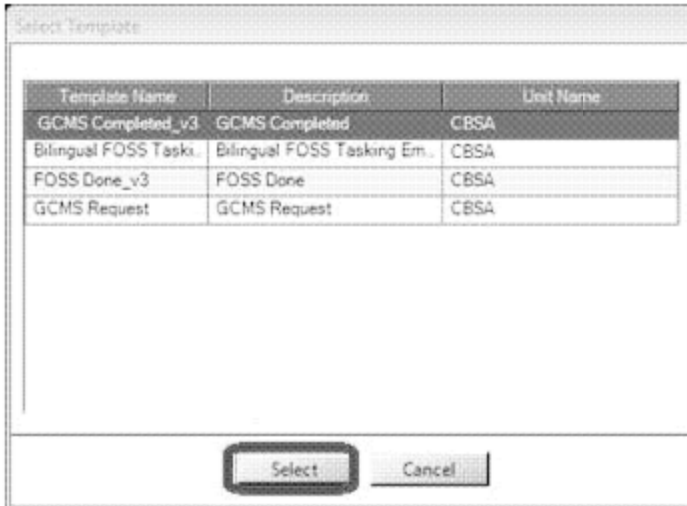 Select Template
Template Name Description Unit Name
GCMS Completed_v3 GCMS Completed CBSA
Bilingual FOSS Taski.. Bilingual FOSS Tasking Em... CBSA
FOSS Done_v3 FOSS Done CBSA
GCMS Request GCMS Request CBSA
Select Cancel